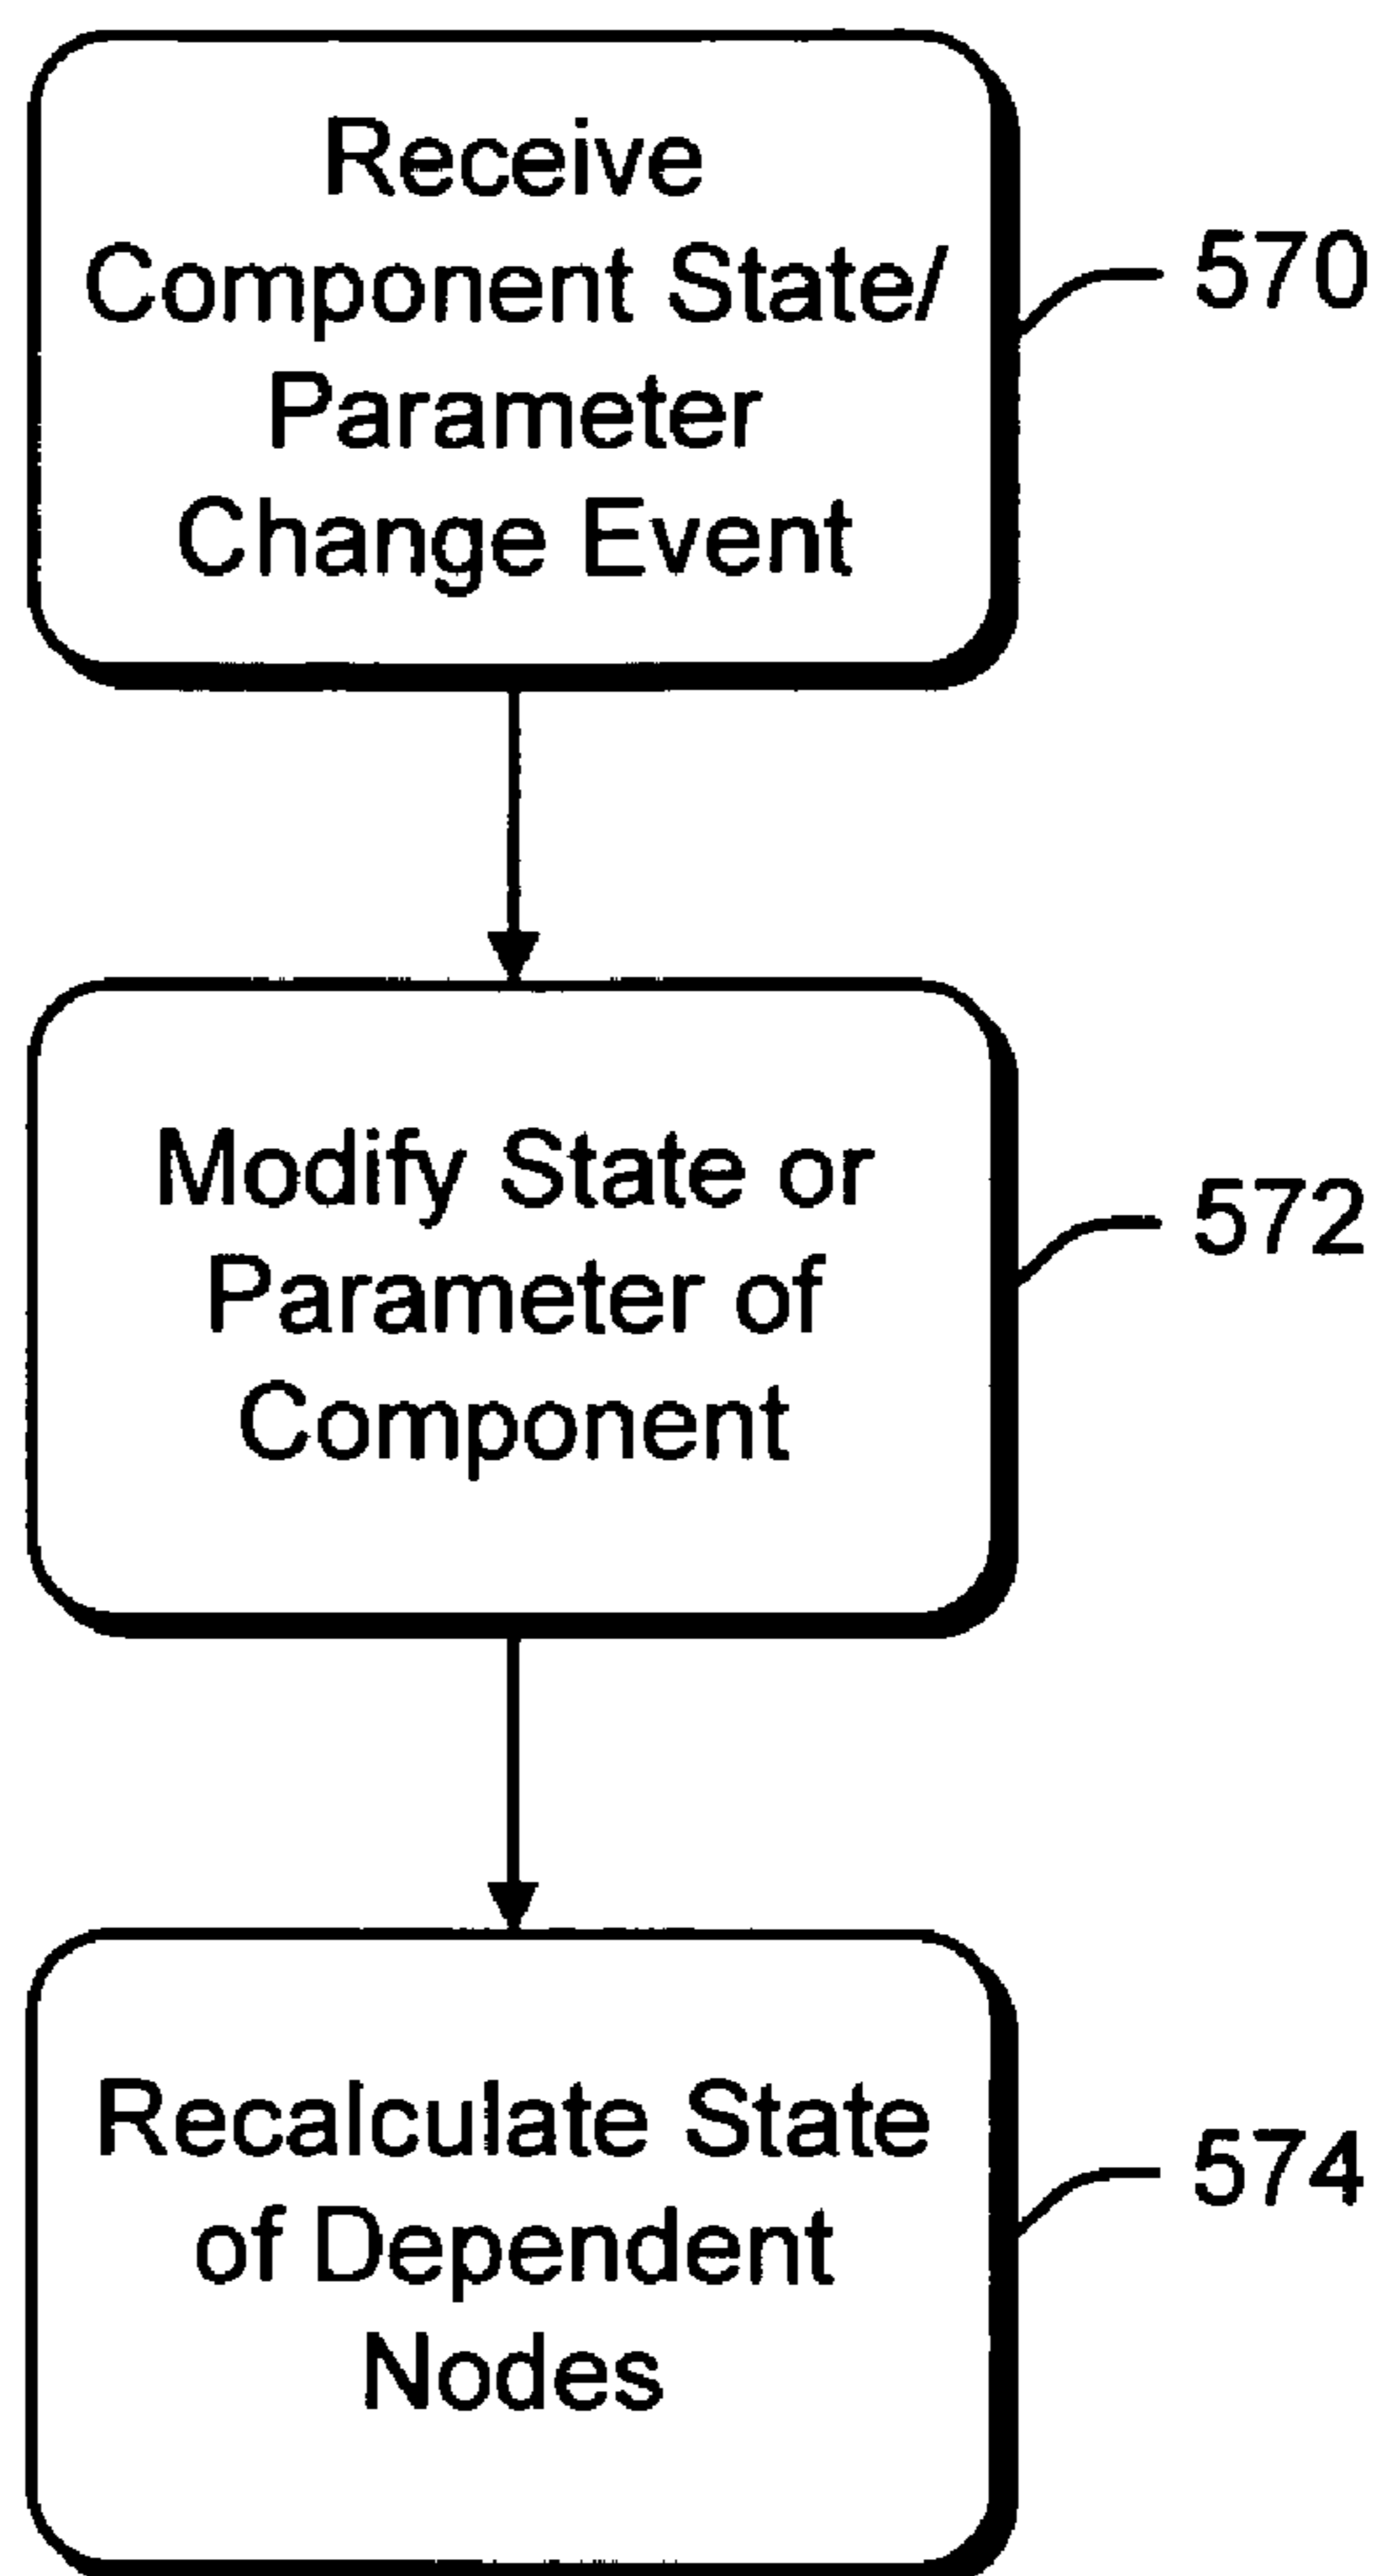 Receive
Component State/
Parameter
Change Event
570
Modify State or
Parameter of
Component
572
Recalculate State
of Dependent
Nodes
574